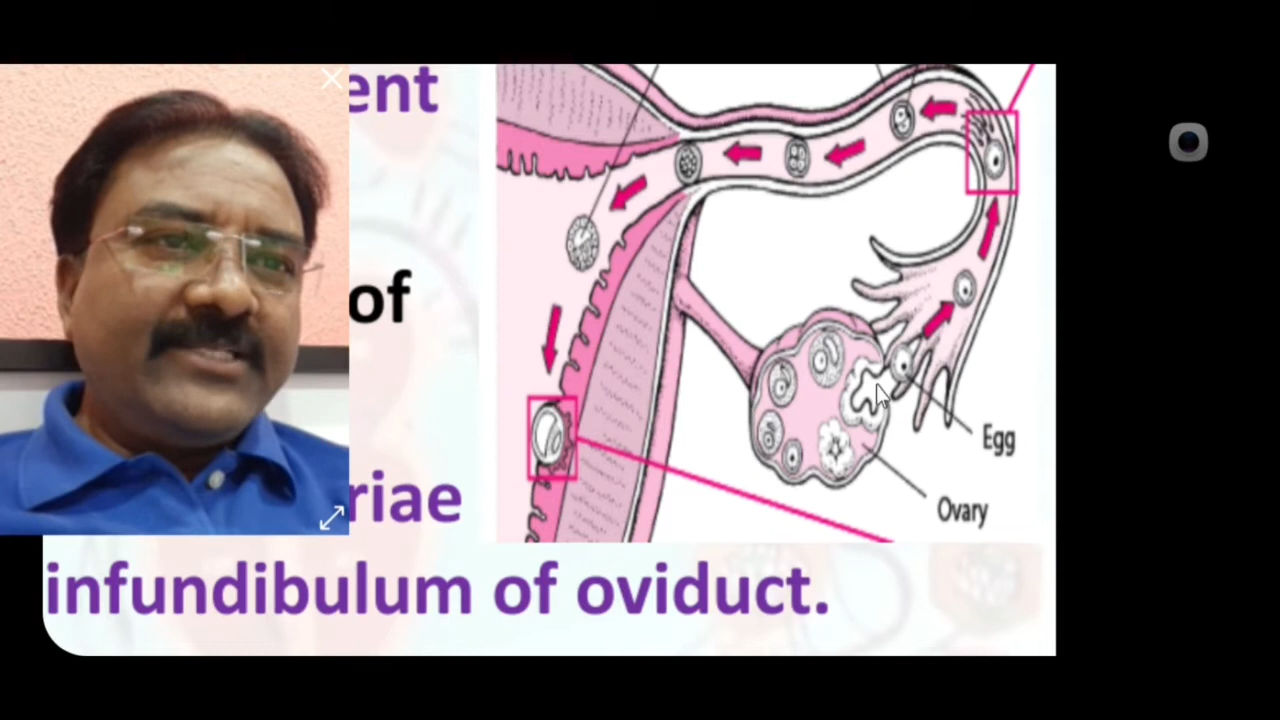 ent
of
riae
infundibulum of oviduct.
Egg
Ovary